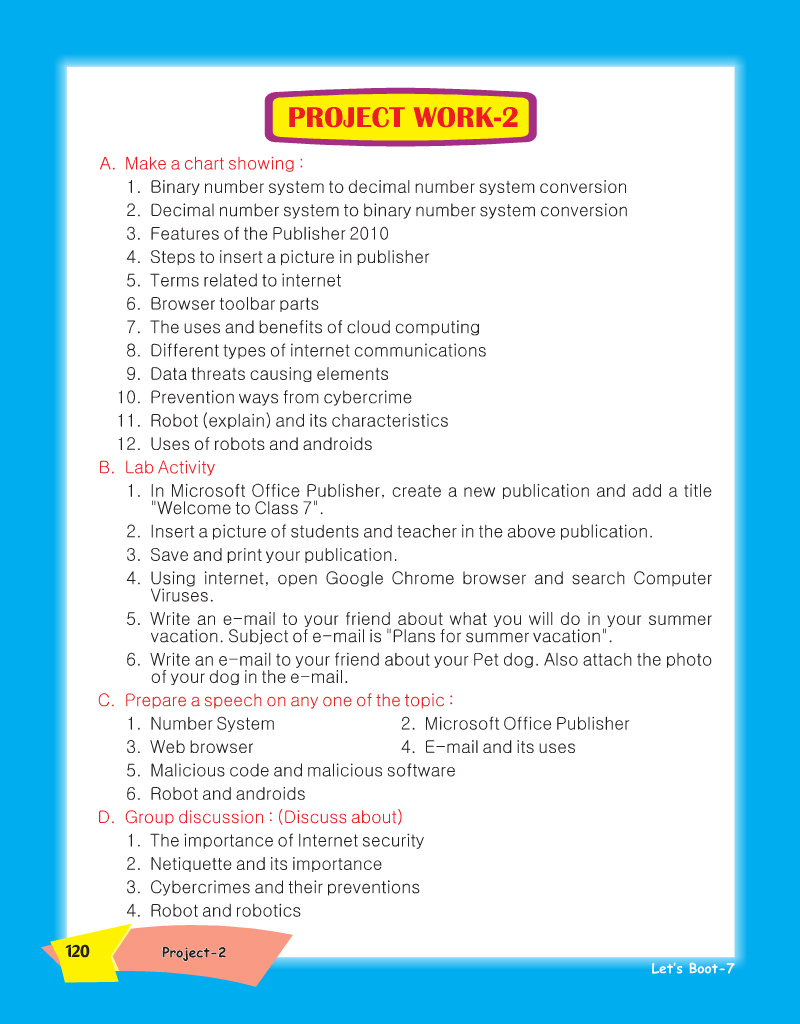 PROJECT WORK-2
A. Make a chart showing :
1. Binary number system to decimal number system conversion
2. Decimal number system to binary number system conversion
3. Features of the Publisher 2010
4. Steps to insert a picture in publisher
5. Terms related to internet
6. Browser toolbar parts
7. The uses and benefits of cloud computing
8. Different types of internet communications
9. Data threats causing elements
10. Prevention ways from cybercrime
11. Robot (explain) and its characteristics
12. Uses of robots and androids
B. Lab Activity
1. In Microsoft Office Publisher, create a new publication and add a title
"Welcome to Class 7".
2. Insert a picture of students and teacher in the above publication.
3. Save and print your publication.
4. Using internet, open Google Chrome browser and search Computer
Viruses.
5. Write an e-mail to your friend about what you will do in your summer
vacation. Subject of e-mail is "Plans for summer vacation".
6. Write an e-mail to your friend about your Pet dog. Also attach the photo
of your dog in the e-mail.
C. Prepare a speech on any one of the topic :
1. Number System 2. Microsoft Office Publisher
3. Web browser 4. E-mail and its uses
5. Malicious code and malicious software
6. Robot and androids
D. Group discussion : (Discuss about)
1. The importance of Internet security
2. Netiquette and its importance
3. Cybercrimes and their preventions
4. Robot and robotics
120 Project-2
Let's Boot-7